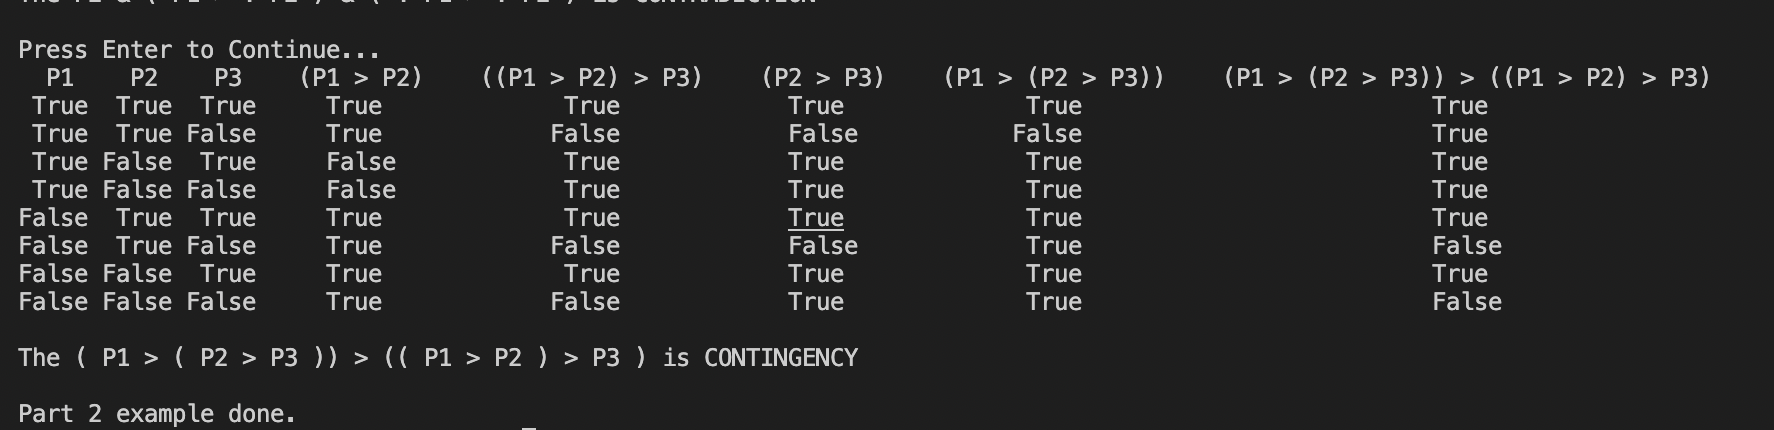 Press Enter to Continue...
P1 P2 P3 (P1 > P2) ((P1 > P2) > P3) (P2 > P3) (P1 > (P2 > P3)) (P1 > (P2 > P3)) > ((P1 > P2) > P3)
True True True True True True True True
True True False True False False False True
True False True False True True True True
True False False False True True True True
False True True True True True True True
False True False True False False True False
False False True True True True True True
False False False True False True True False
The ( P1 > ( P2 > P3 )) > (( P1 > P2 ) > P3 ) is CONTINGENCY
Part 2 example done.